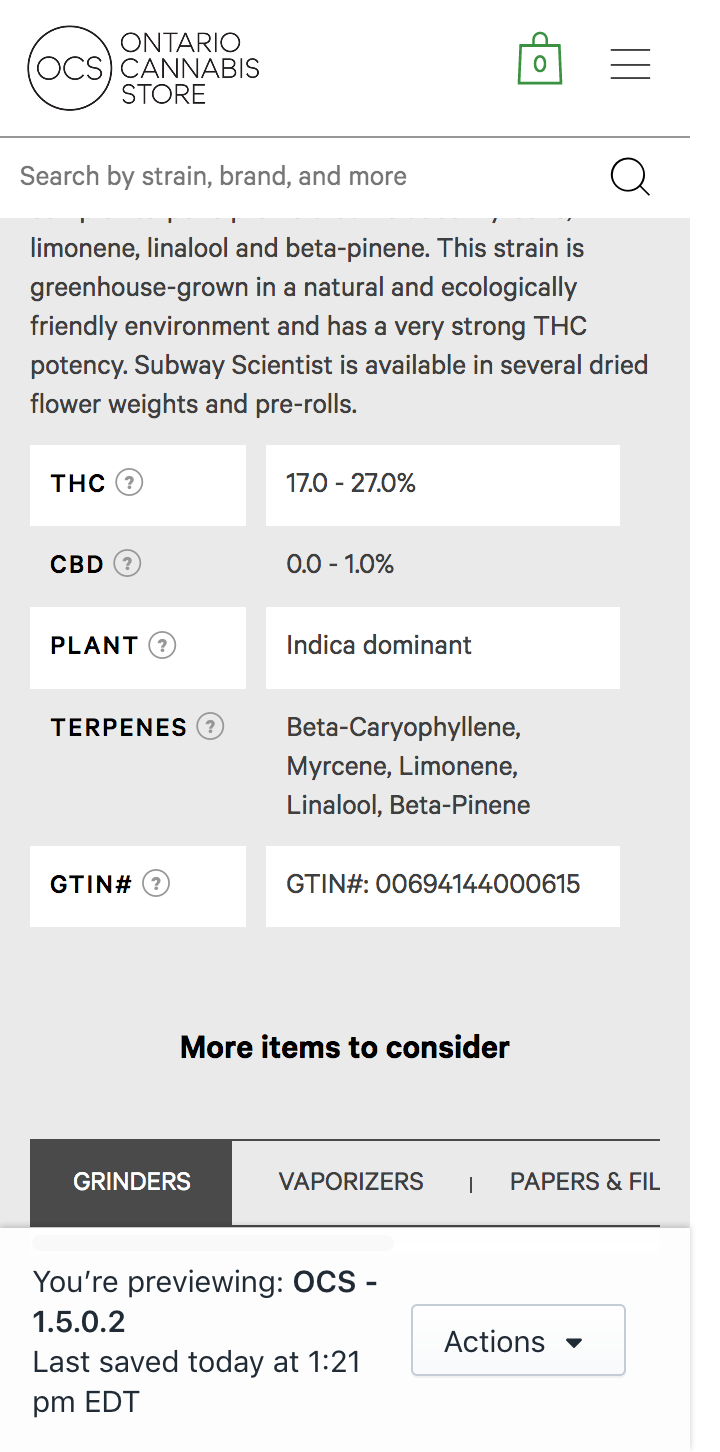 OCS
ONTARIO
CANNABIS
STORE
0
Search by strain, brand, and more
limonene, linalool and beta-pinene. This strain is
greenhouse-grown in a natural and ecologically
friendly environment and has a very strong THC
potency. Subway Scientist is available in several dried
flower weights and pre-rolls.
THC ? 17.0 - 27.0%
CBD ? 0.0 - 1.0%
PLANT ? Indica dominant
TERPENES ? Beta-Caryophyllene,
Myrcene, Limonene,
Linalool, Beta-Pinene
GTIN# ? GTIN#: 00694144000615
More items to consider
GRINDERS VAPORIZERS | PAPERS & FIL
You’re previewing: OCS -
1.5.0.2
Last saved today at 1:21
pm EDT
Actions